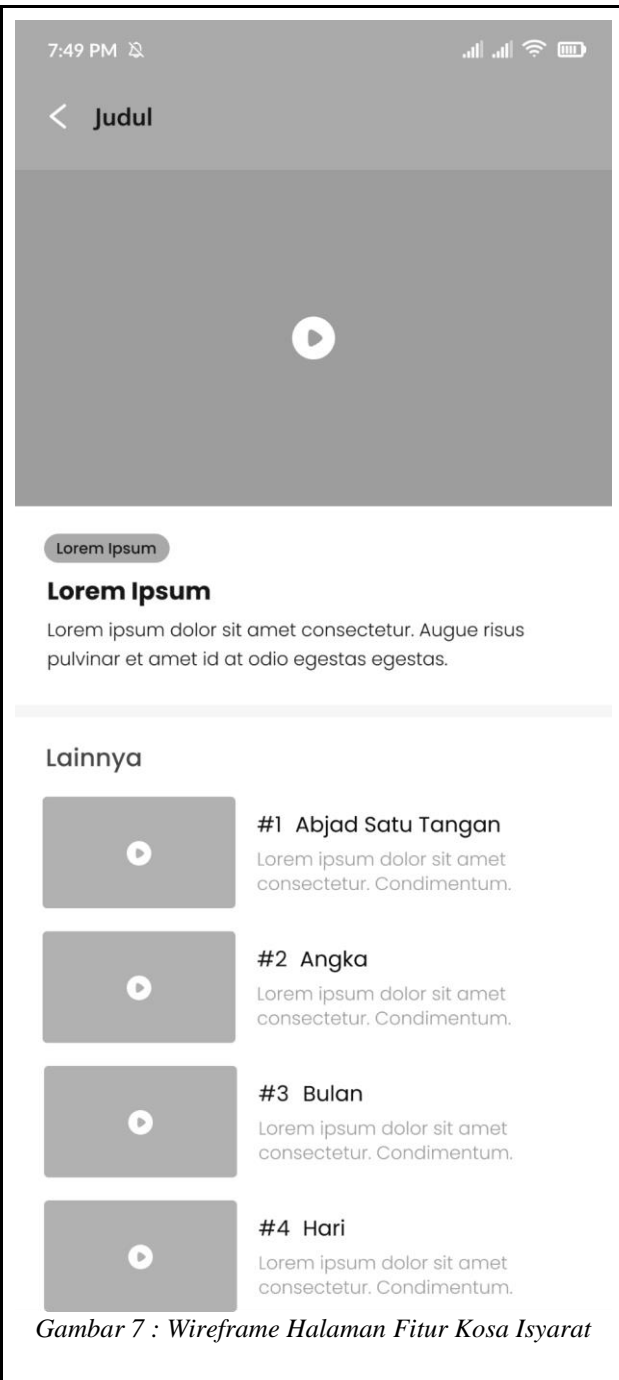 7:49 PM
Judul
Lorem Ipsum
Lorem Ipsum
Lorem ipsum dolor sit amet consectetur. Augue risus
pulvinar et amet id at odio egestas egestas.
Lainnya
#1 Abjad Satu Tangan
Lorem ipsum dolor sit amet
consectetur. Condimentum.
#2 Angka
Lorem ipsum dolor sit amet
consectetur. Condimentum.
#3 Bulan
Lorem ipsum dolor sit amet
consectetur. Condimentum.
#4 Hari
Lorem ipsum dolor sit amet
consectetur. Condimentum.
Gambar 7 : Wireframe Halaman Fitur Kosa Isyarat